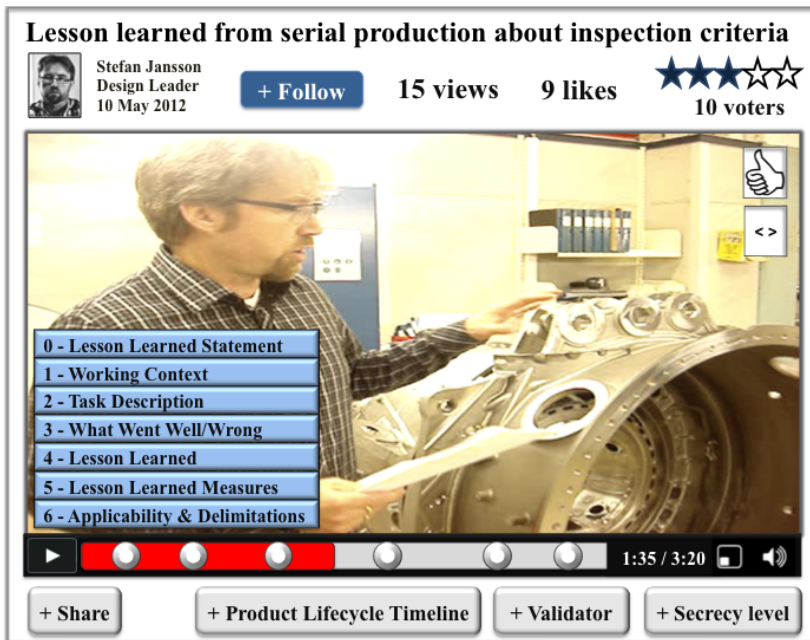 Lesson learned from serial production about inspection criteria
Stefan Jansson
Design Leader
10 May 2012
+ Follow
15 views
9 likes
10 voters
< >
0 - Lesson Learned Statement
1 - Working Context
2 - Task Description
3 - What Went Well/Wrong
4 - Lesson Learned
5 - Lesson Learned Measures
6 - Applicability & Delimitations
1:35 / 3:20
+ Share
+ Product Lifecycle Timeline
+ Validator
+ Secrecy level